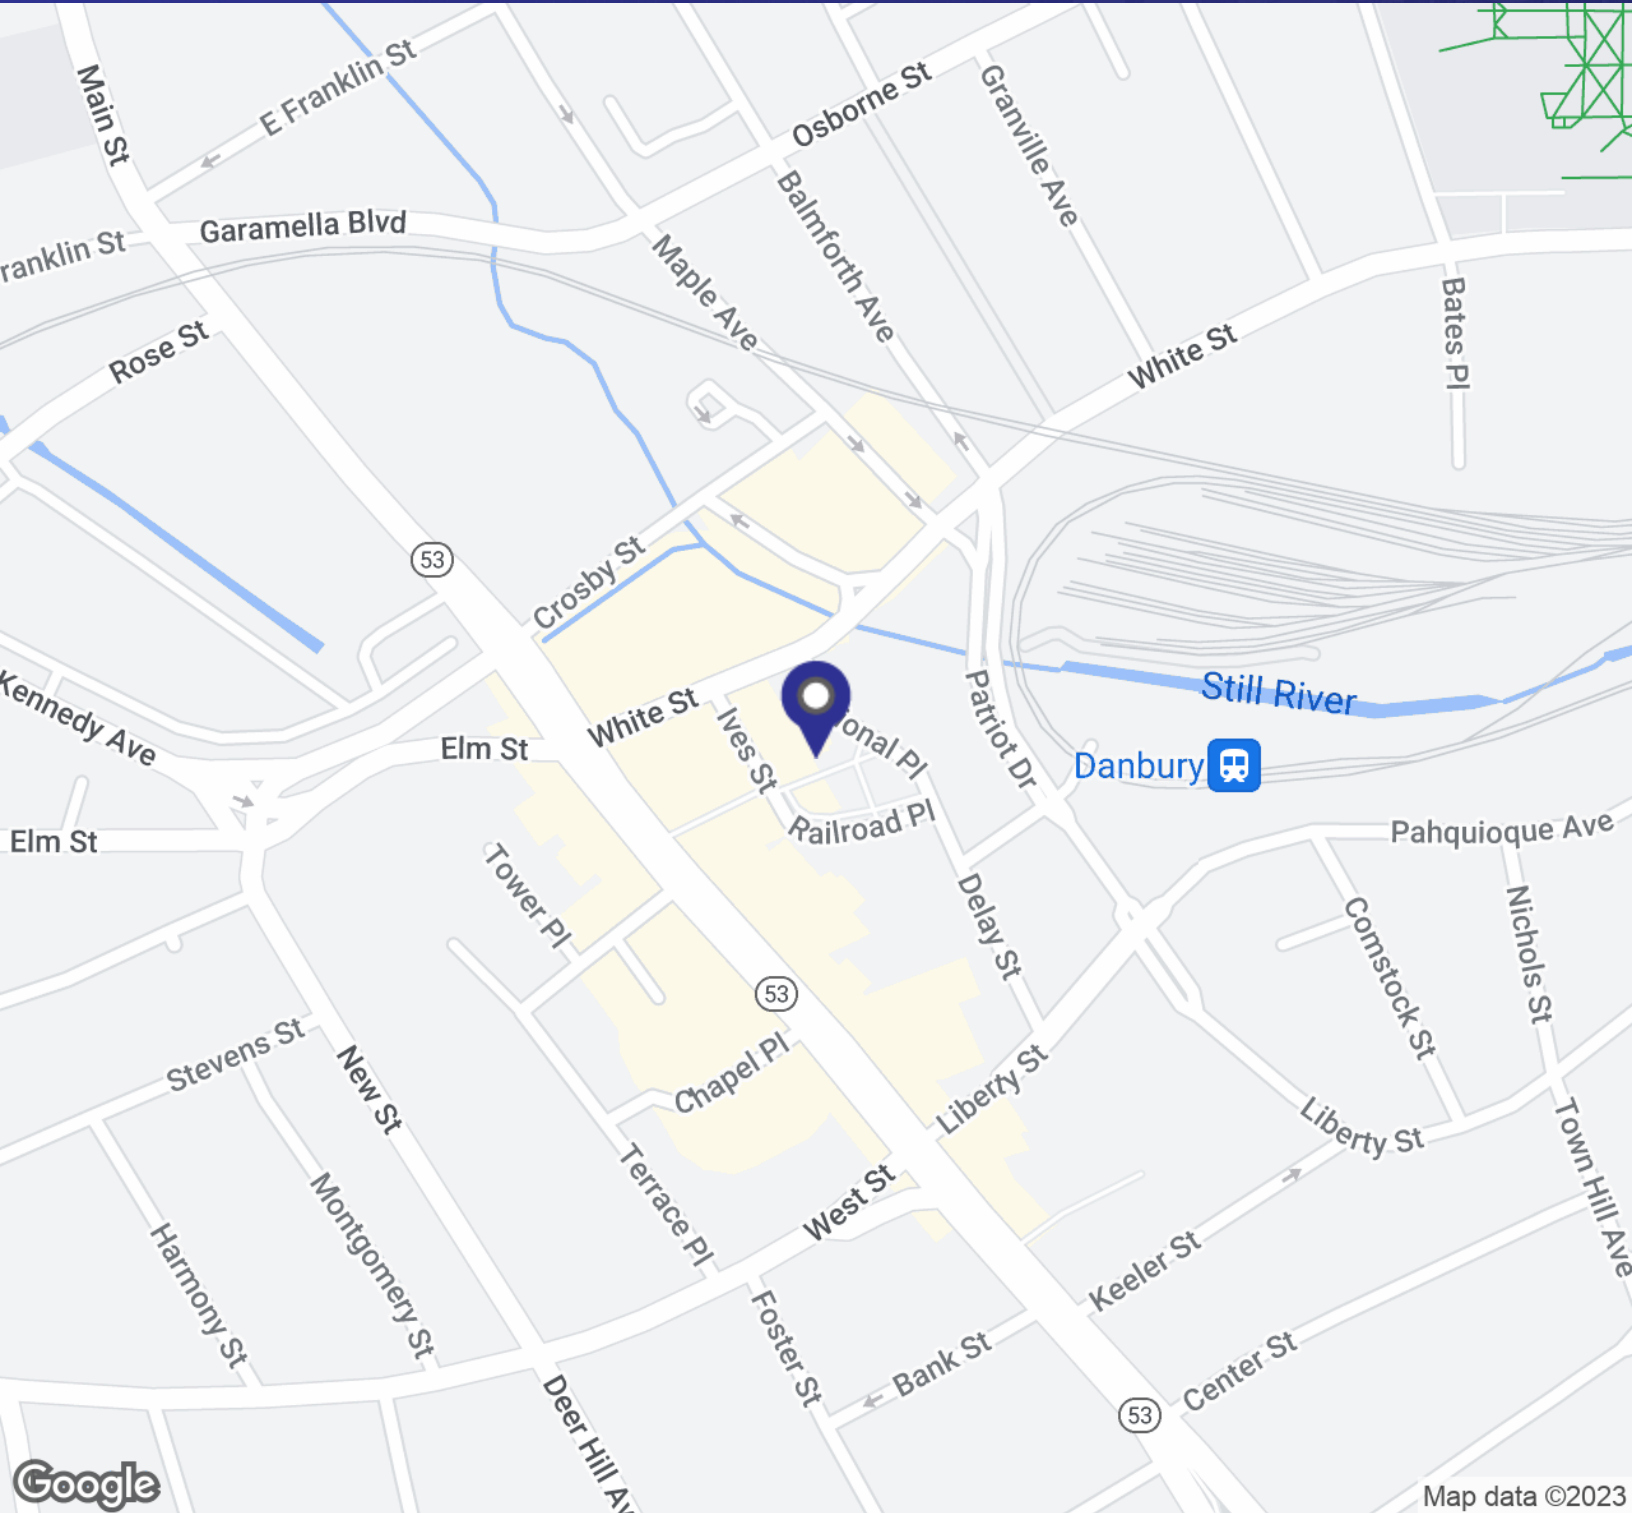 Main St
E Franklin St
Osborne St
Granville Ave
Garamella Blvd
ranklin St
Balmforth Ave
Maple Ave
Rose St
White St
Bates Pl
53
Crosby St
Kennedy Ave
Elm St
White St
Ives St
onal Pl
Patriot Dr
Still River
Danbury
Elm St
Railroad Pl
Pahquioque Ave
Tower Pl
Delay St
Comstock St
Nichols St
53
Stevens St
New St
Chapel Pl
Liberty St
Liberty St
Town Hill Ave
Terrace Pl
West St
Montgomery St
Harmony St
Keeler St
Foster St
Bank St
Center St
Deer Hill Av
53
Google
Map data ©2023